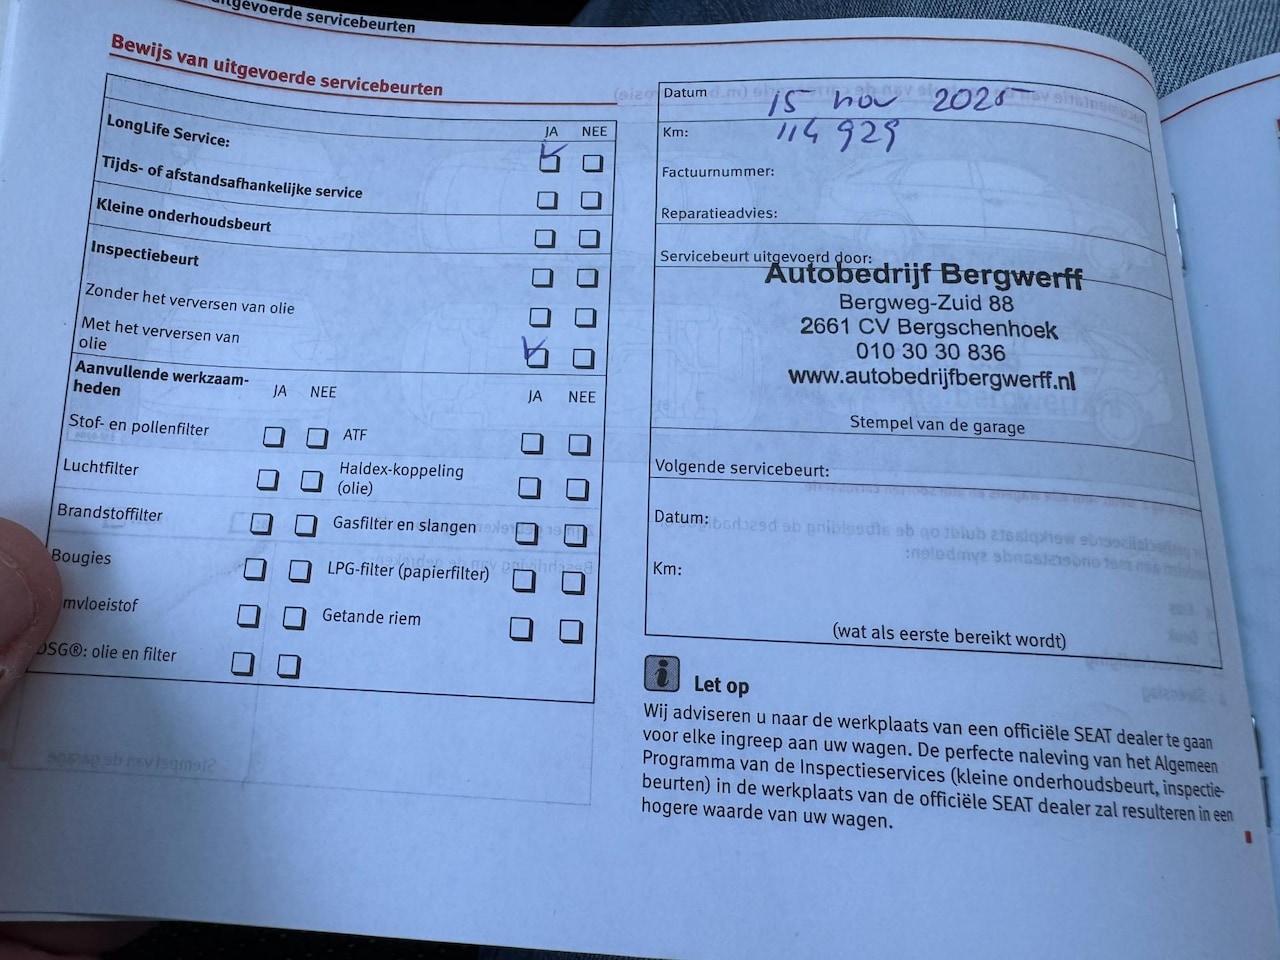 uitgevoerde servicebeurten
Bewijs van uitgevoerde servicebeurten
JA NEE
LongLife Service:
Tijds- of afstandsafhankelijke service
Kleine onderhoudsbeurt
Inspectiebeurt
Zonder het verversen van olie
Met het verversen van
olie
Aanvullende werkzaam-
heden
JA NEE
JA NEE
Stof- en pollenfilter
ATF
Luchtfilter
Haldex-koppeling
(olie)
Brandstoffilter
Gasfilter en slangen
Bougies
LPG-filter (papierfilter)
mvloeistof
Getande riem
DSG®: olie en filter
Datum 15 nov 2025
Km: 114 929
Factuurnummer:
Reparatieadvies:
Servicebeurt uitgevoerd door:
Autobedrijf Bergwerff
Bergweg-Zuid 88
2661 CV Bergschenhoek
010 30 30 836
www.autobedrijfbergwerff.nl
Stempel van de garage
Volgende servicebeurt:
Datum:
Km:
(wat als eerste bereikt wordt)
i Let op
Wij adviseren u naar de werkplaats van een officiële SEAT dealer te gaan
voor elke ingreep aan uw wagen. De perfecte naleving van het Algemeen
Programma van de Inspectieservices (kleine onderhoudsbeurt, inspectie-
beurten) in de werkplaats van de officiële SEAT dealer zal resulteren in een
hogere waarde van uw wagen.